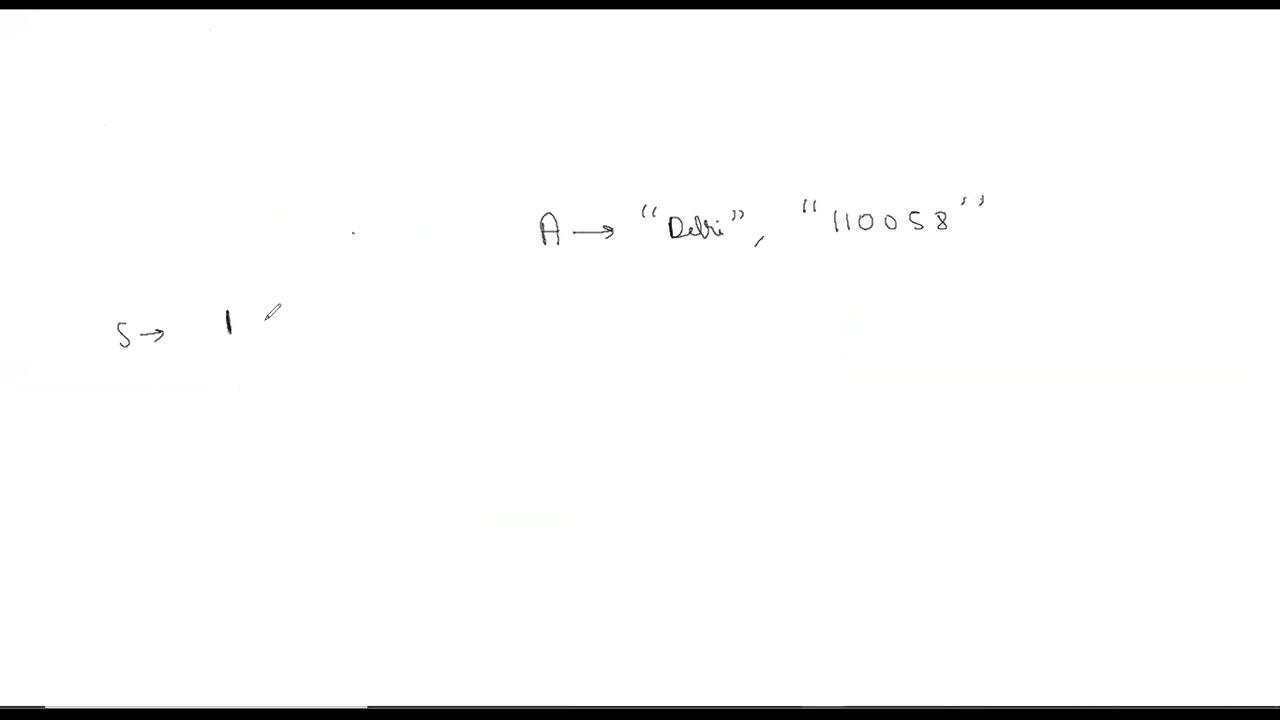 A → "Delhi", "110058"
S → 1